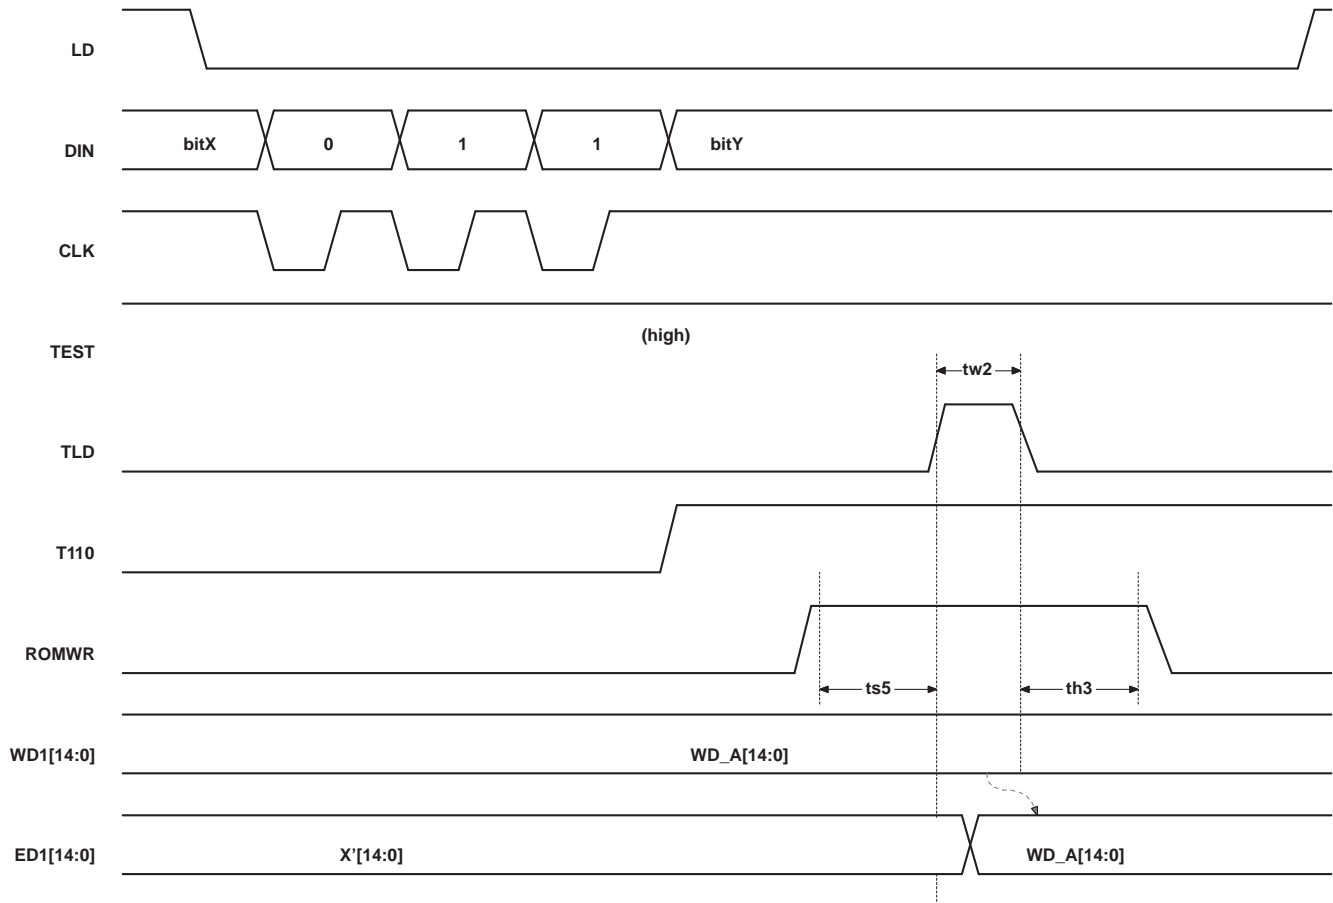 LD
DIN
bitX
0
1
1
bitY
CLK
(high)
TEST
tw2
TLD
T110
ROMWR
ts5
th3
WD1[14:0]
WD_A[14:0]
ED1[14:0]
X’[14:0]
WD_A[14:0]